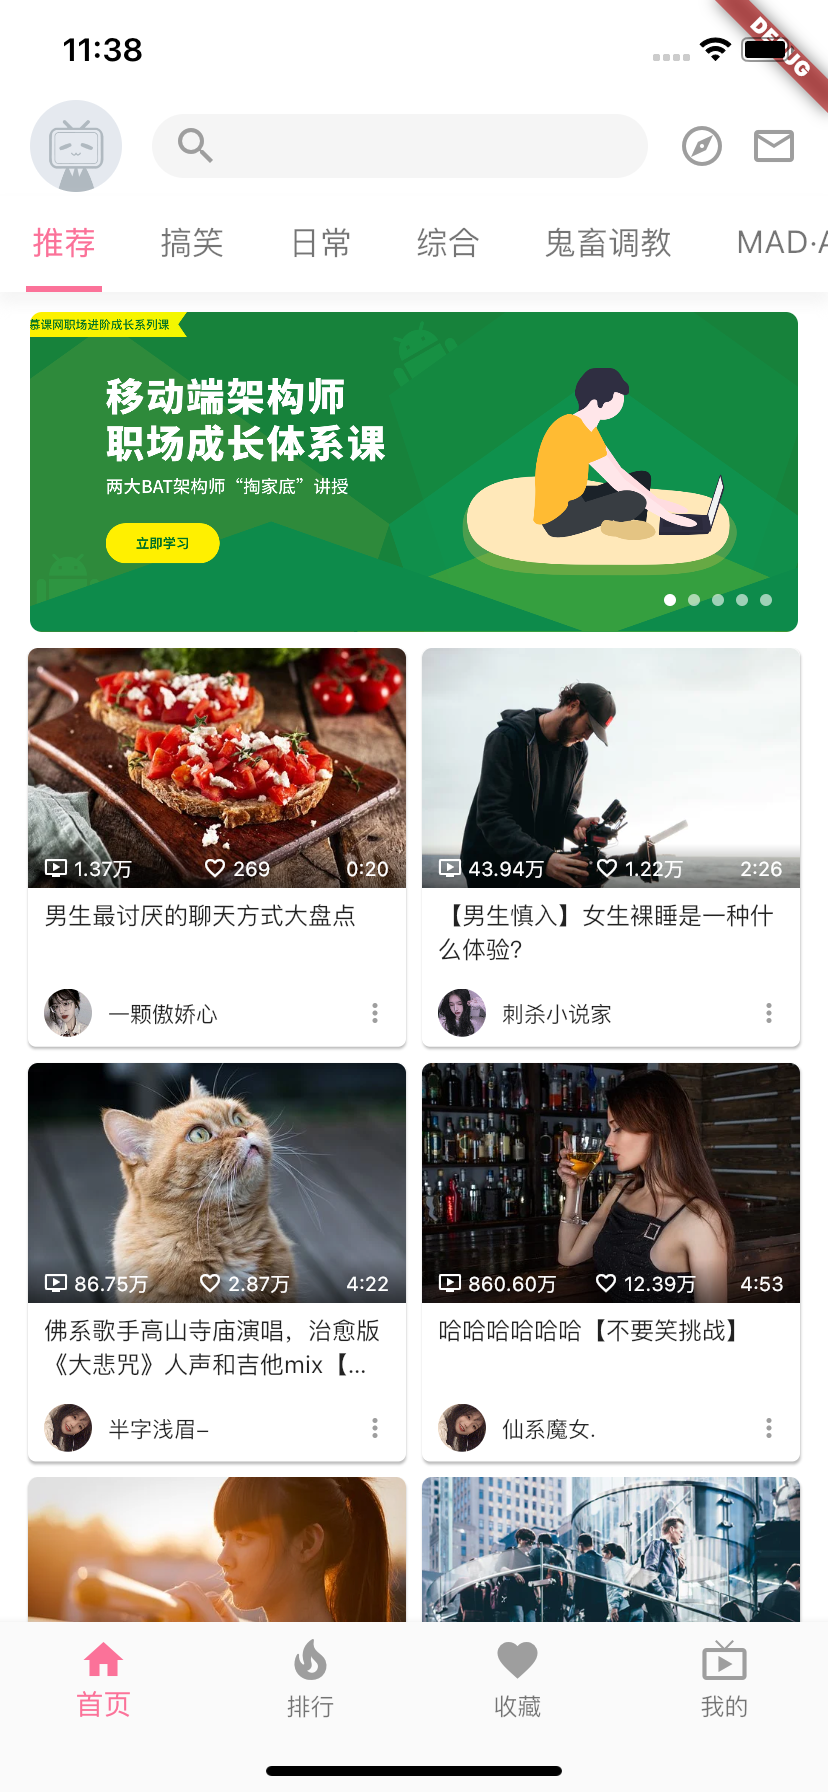 11:38
DEBUG
推荐 搞笑 日常 综合 鬼畜调教 MAD·A
慕课网职场进阶成长系列课
移动端架构师
职场成长体系课
两大BAT架构师“掏家底”讲授
立即学习
1.37万 269 0:20
男生最讨厌的聊天方式大盘点
一颗傲娇心
43.94万 1.22万 2:26
【男生慎入】女生裸睡是一种什
么体验?
刺杀小说家
86.75万 2.87万 4:22
佛系歌手高山寺庙演唱，治愈版
《大悲咒》人声和吉他mix【...
半字浅眉–
860.60万 12.39万 4:53
哈哈哈哈哈哈【不要笑挑战】
仙系魔女.
首页 排行 收藏 我的